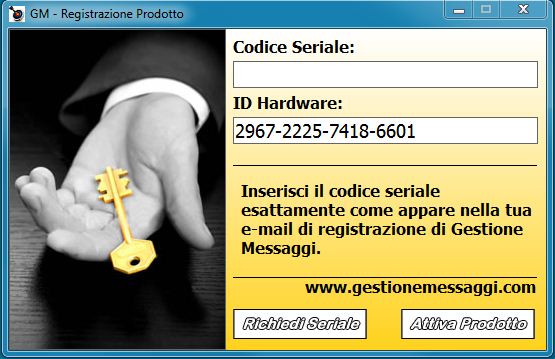 GM - Registrazione Prodotto
Codice Seriale:
ID Hardware:
2967-2225-7418-6601
Inserisci il codice seriale
esattamente come appare nella tua
e-mail di registrazione di Gestione
Messaggi.
www.gestionemessaggi.com
Richiedi Seriale
Attiva Prodotto